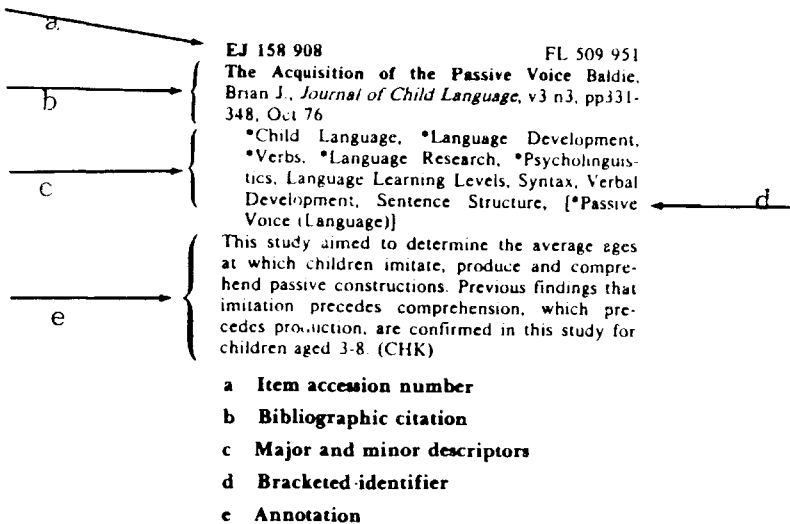 a
EJ 158 908 FL 509 951
The Acquisition of the Passive Voice Baldie,
b
Brian J., Journal of Child Language, v3 n3, pp331-
348, Oct 76
*Child Language, *Language Development,
*Verbs, *Language Research, *Psycholinguis-
c
tics, Language Learning Levels, Syntax, Verbal
Development, Sentence Structure, [*Passive
d
Voice (Language)]
This study aimed to determine the average ages
at which children imitate, produce and compre-
hend passive constructions. Previous findings that
e
imitation precedes comprehension, which pre-
cedes production, are confirmed in this study for
children aged 3-8. (CHK)
a Item accession number
b Bibliographic citation
c Major and minor descriptors
d Bracketed identifier
e Annotation